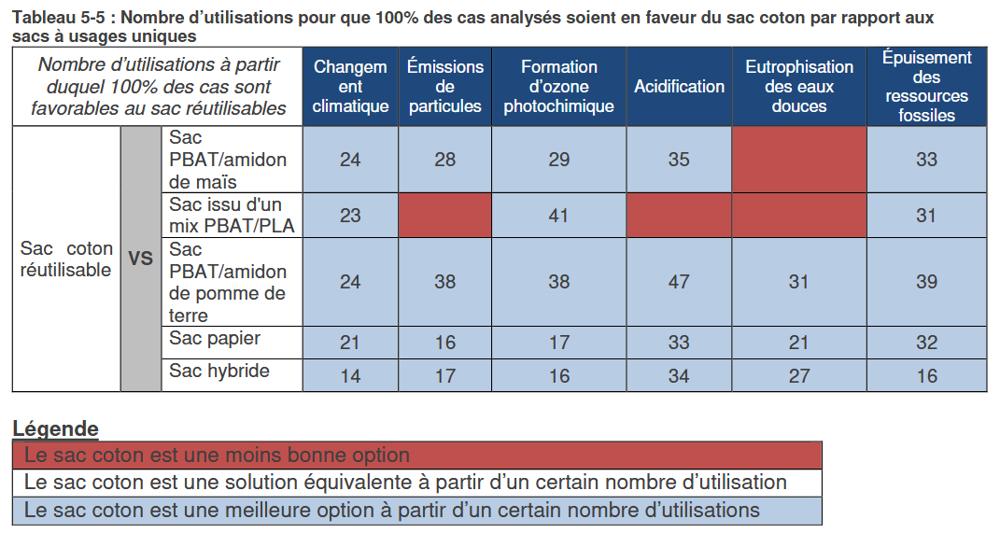 Tableau 5-5 : Nombre d’utilisations pour que 100% des cas analysés soient en faveur du sac coton par rapport aux
sacs à usages uniques
Nombre d’utilisations à partir
duquel 100% des cas sont
favorables au sac réutilisables
Changem
ent
climatique
Émissions
de
particules
Formation
d’ozone
photochimique
Acidification
Eutrophisation
des eaux
douces
Épuisement
des
ressources
fossiles
Sac coton
réutilisable
VS
Sac
PBAT/amidon
de maïs
24
28
29
35
33
Sac issu d'un
mix PBAT/PLA
23
41
31
Sac
PBAT/amidon
de pomme de
terre
24
38
38
47
31
39
Sac papier
21
16
17
33
21
32
Sac hybride
14
17
16
34
27
16
Légende
Le sac coton est une moins bonne option
Le sac coton est une solution équivalente à partir d’un certain nombre d’utilisation
Le sac coton est une meilleure option à partir d’un certain nombre d’utilisations